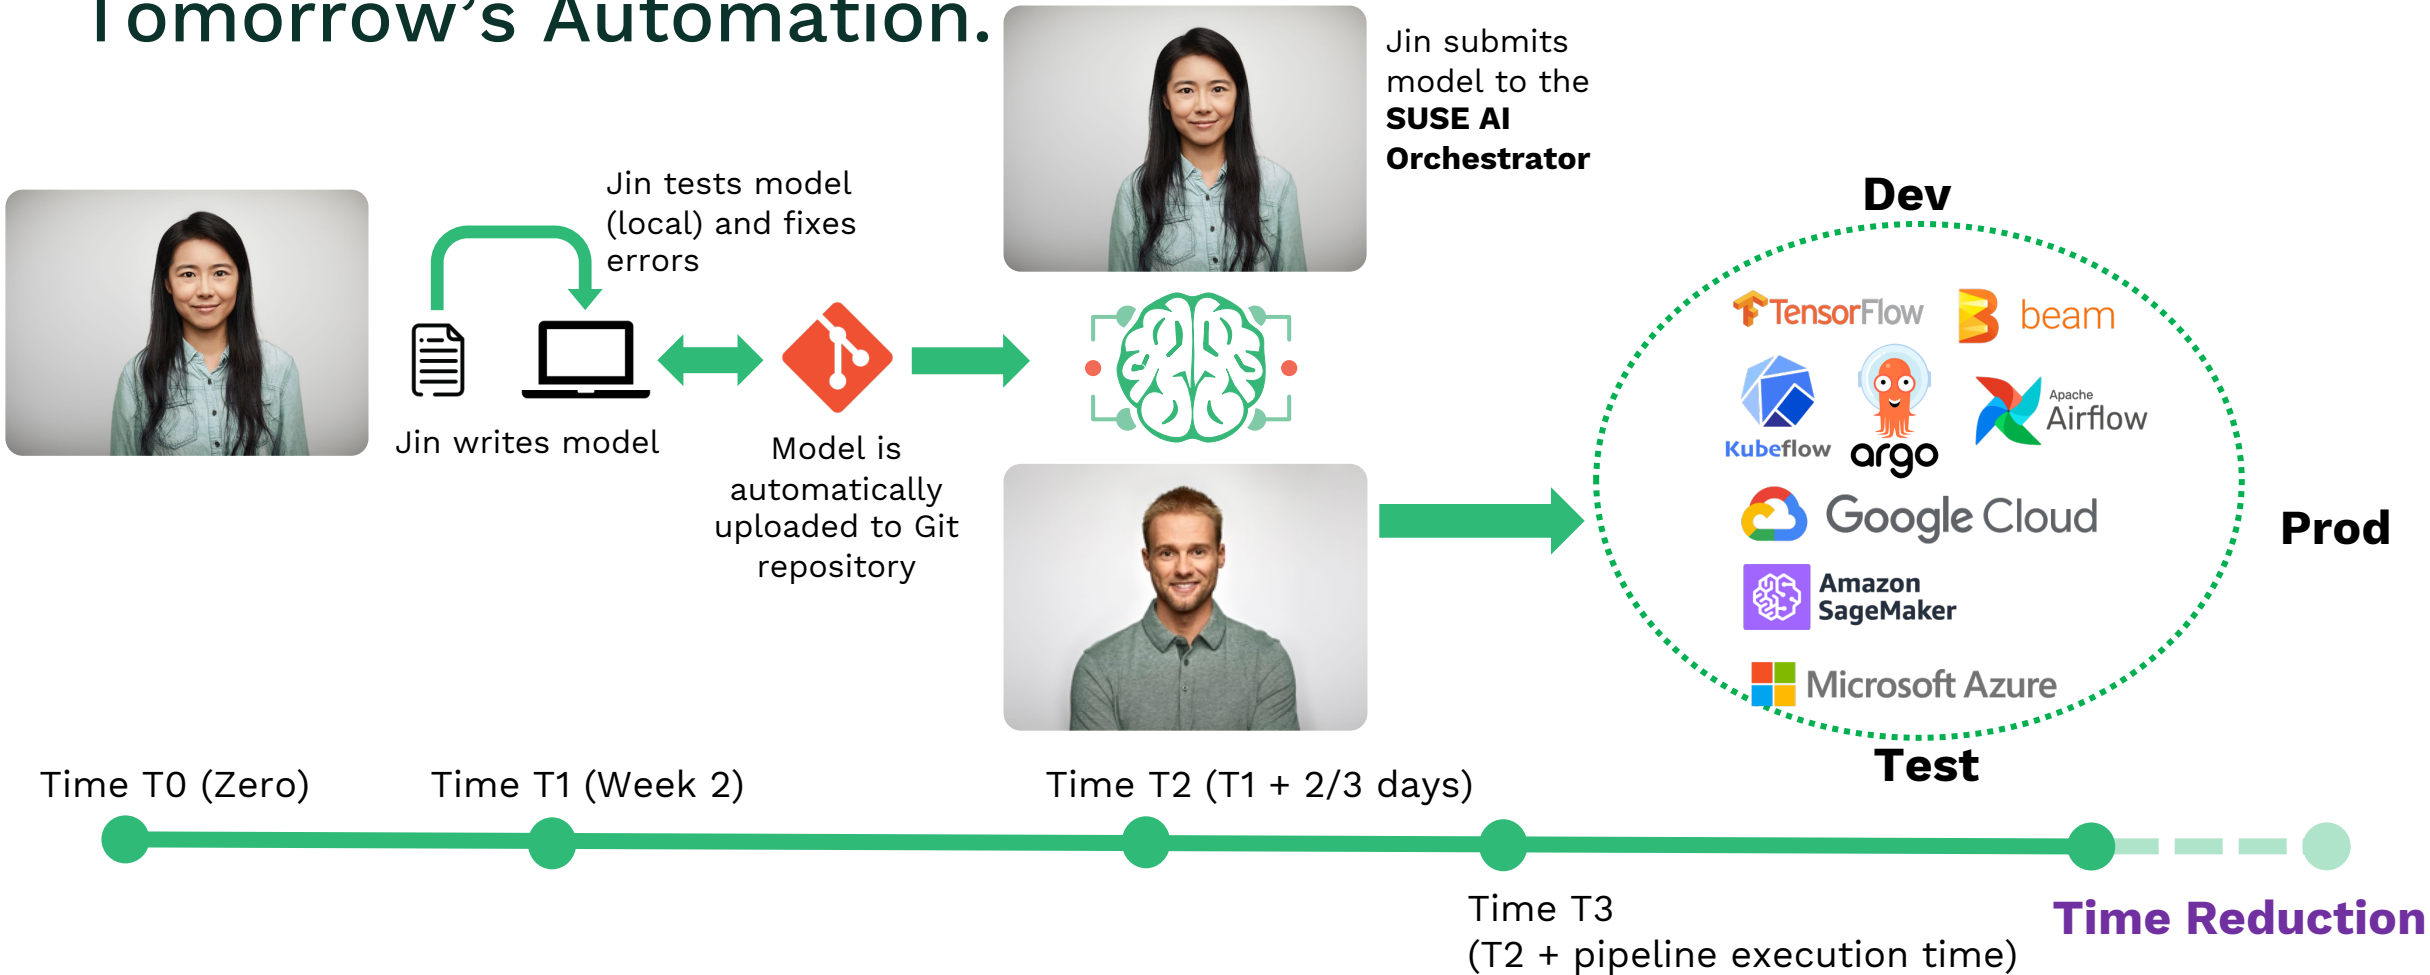 Tomorrow's Automation.
Jin submits
model to the
SUSE AI
Orchestrator
Jin tests model
(local) and fixes
errors
Jin writes model
Model is
automatically
uploaded to Git
repository
Dev
TensorFlow
beam
Kubeflow
argo
Apache
Airflow
Google Cloud
Amazon
SageMaker
Microsoft Azure
Prod
Test
Time T0 (Zero)
Time T1 (Week 2)
Time T2 (T1 + 2/3 days)
Time T3
(T2 + pipeline execution time)
Time Reduction